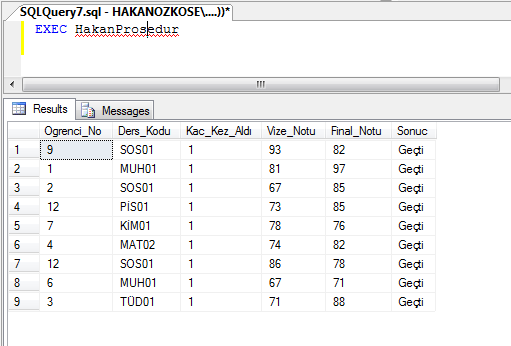 SQLQuery7.sql - HAKANOZKOSE\....))*
EXEC HakanProsedur
Results Messages
Ogrenci_No Ders_Kodu Kac_Kez_Aldı Vize_Notu Final_Notu Sonuc
1 9 SOS01 1 93 82 Geçti
2 1 MUH01 1 81 97 Geçti
3 2 SOS01 1 67 85 Geçti
4 12 PİS01 1 73 85 Geçti
5 7 KİM01 1 78 76 Geçti
6 4 MAT02 1 74 82 Geçti
7 12 SOS01 1 86 78 Geçti
8 6 MUH01 1 67 71 Geçti
9 3 TÜD01 1 71 88 Geçti